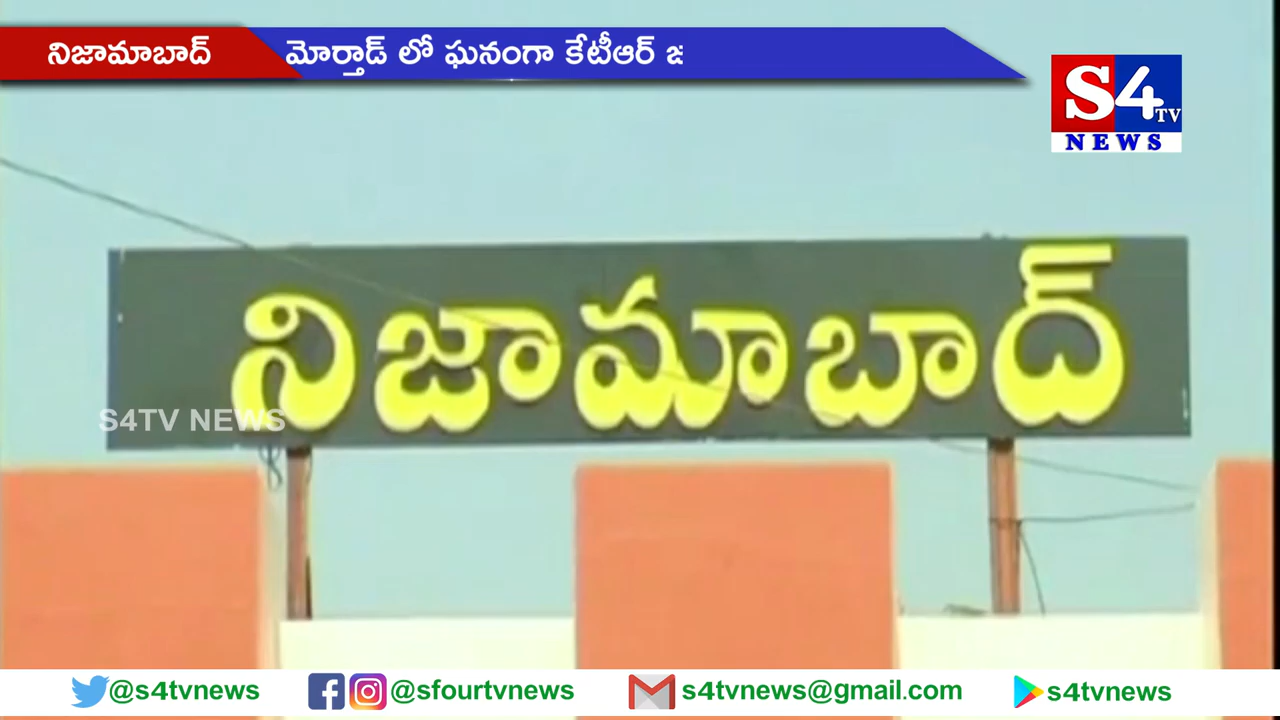 నిజామాబాద్
మోర్తాడ్ లో ఘనంగా కేటీఆర్ జ
S4 TV
NEWS
నిజామాబాద్
S4TV NEWS
@s4tvnews
@sfourtvnews
s4tvnews@gmail.com
s4tvnews